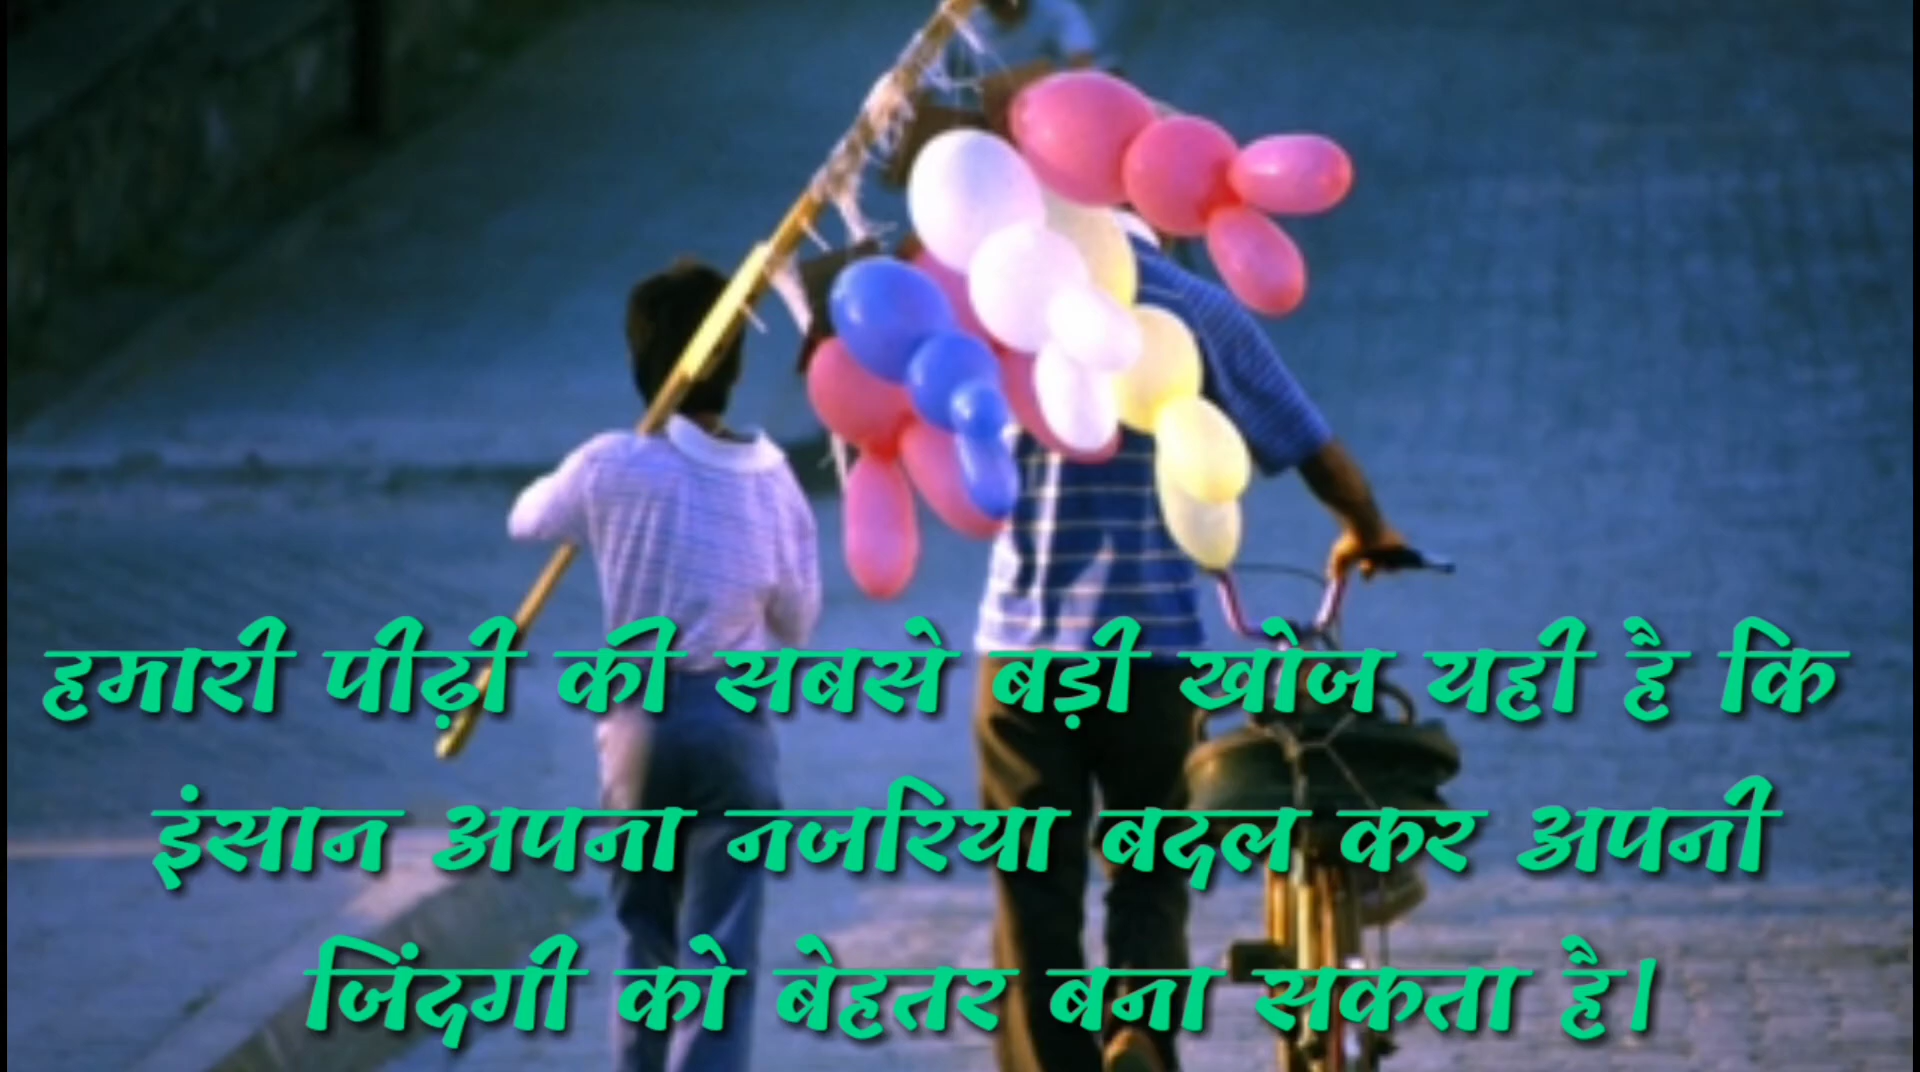 हमारी पीढ़ी की सबसे बड़ी खोज यही है कि
इंसान अपना नजरिया बदल कर अपनी
जिंदगी को बेहतर बना सकता है।